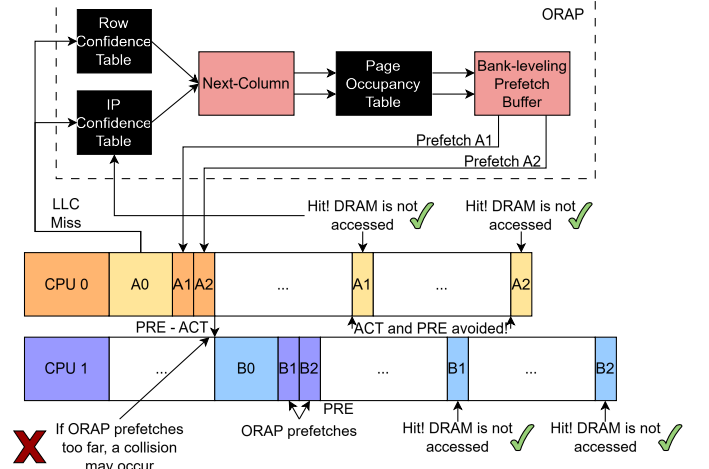 ORAP
Row
Confidence
Table
IP
Confidence
Table
Next-Column
Page
Occupancy
Table
Bank-leveling
Prefetch
Buffer
Prefetch A1
Prefetch A2
LLC
Miss
Hit! DRAM is not
accessed
Hit! DRAM is not
accessed
CPU 0
A0
A1
A2
...
A1
...
A2
PRE - ACT
ACT and PRE avoided!
CPU 1
...
B0
B1
B2
...
B1
...
B2
PRE
If ORAP prefetches
too far, a collision
may occur
ORAP prefetches
Hit! DRAM is not
accessed
Hit! DRAM is not
accessed